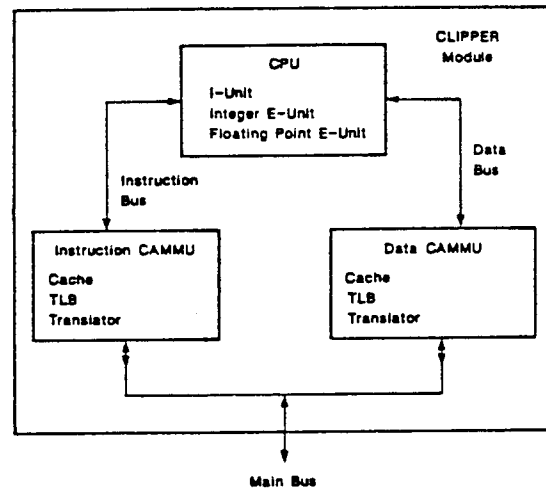 CLIPPER
Module
CPU
I-Unit
Integer E-Unit
Floating Point E-Unit
Instruction
Bus
Data
Bus
Instruction CAMMU
Cache
TLB
Translator
Data CAMMU
Cache
TLB
Translator
Main Bus